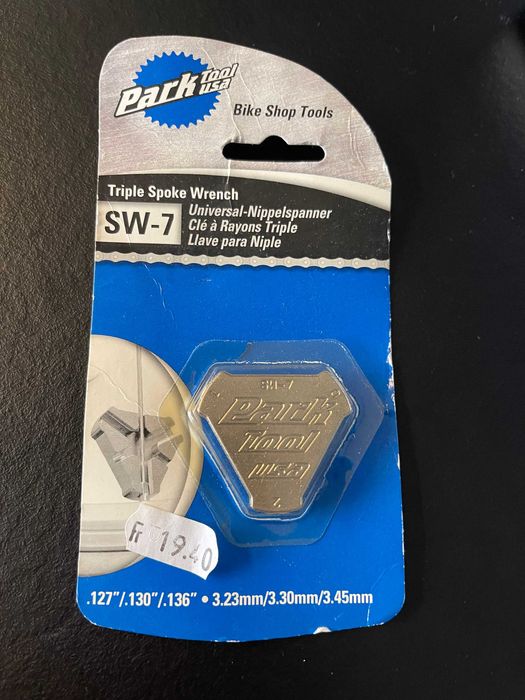 Park Tool USA
Bike Shop Tools
Triple Spoke Wrench
SW-7
Universal-Nippelspanner
Clé à Rayons Triple
Llave para Niple
SW-7
Park
Tool
USA
Fr 19.40
.127”/.130”/.136” • 3.23mm/3.30mm/3.45mm